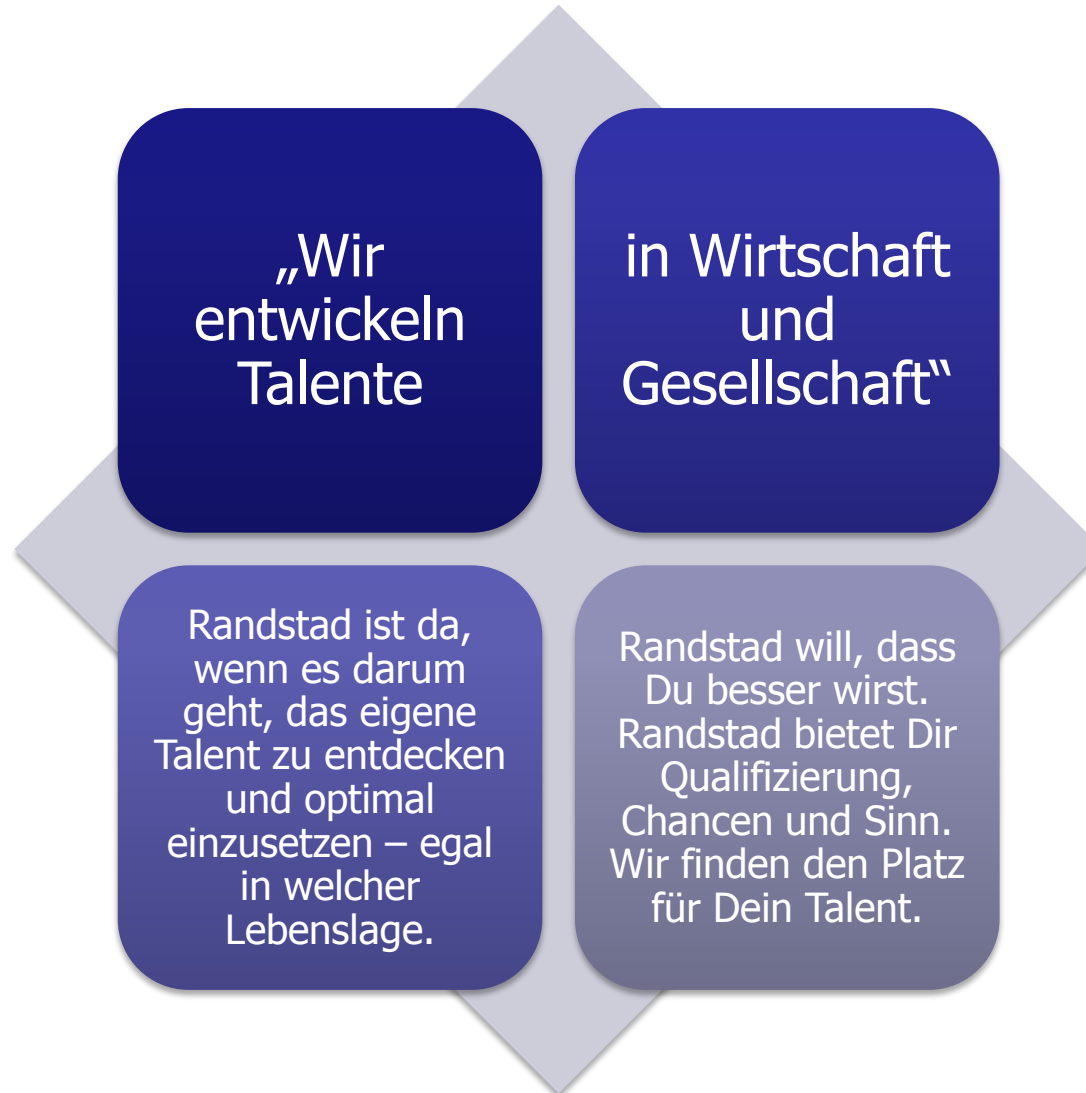 „Wir
entwickeln
Talente
in Wirtschaft
und
Gesellschaft“
Randstad ist da,
wenn es darum
geht, das eigene
Talent zu entdecken
und optimal
einzusetzen – egal
in welcher
Lebenslage.
Randstad will, dass
Du besser wirst.
Randstad bietet Dir
Qualifizierung,
Chancen und Sinn.
Wir finden den Platz
für Dein Talent.